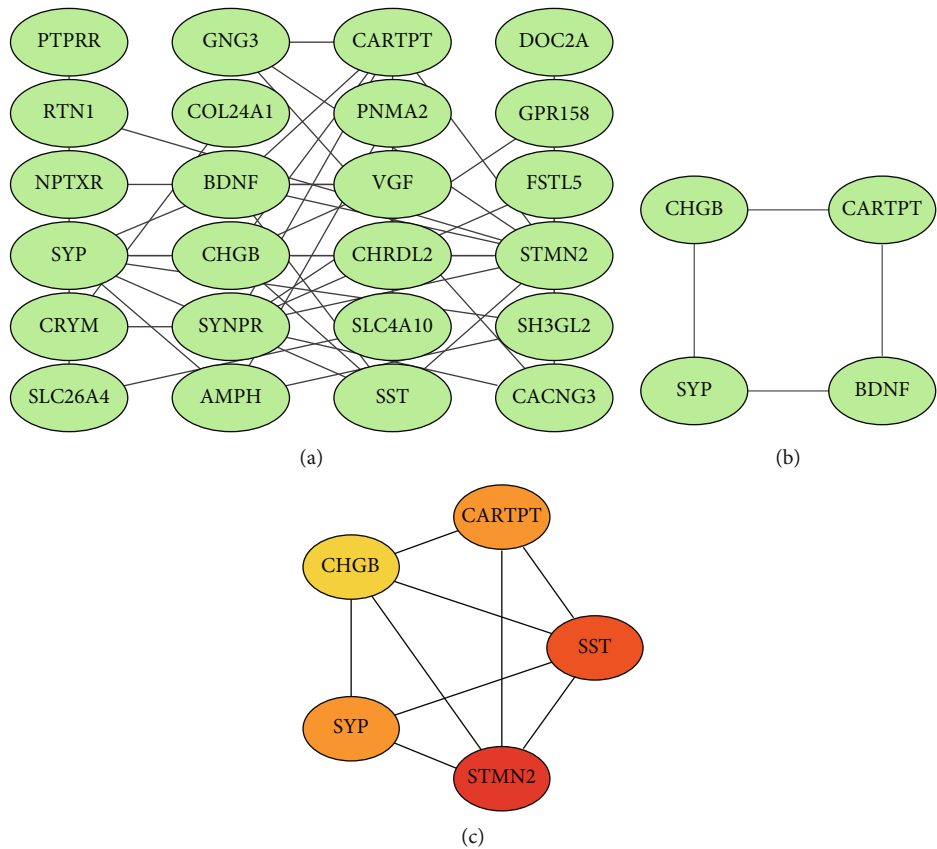 PTPRR GNG3 CARTPT DOC2A
RTN1 COL24A1 PNMA2 GPR158
NPTXR BDNF VGF FSTL5
SYP CHGB CHRDL2 STMN2
CRYM SYNPR SLC4A10 SH3GL2
SLC26A4 AMPH SST CACNG3
(a)
CHGB CARTPT
SYP BDNF
(b)
CARTPT
CHGB
SST
SYP
STMN2
(c)